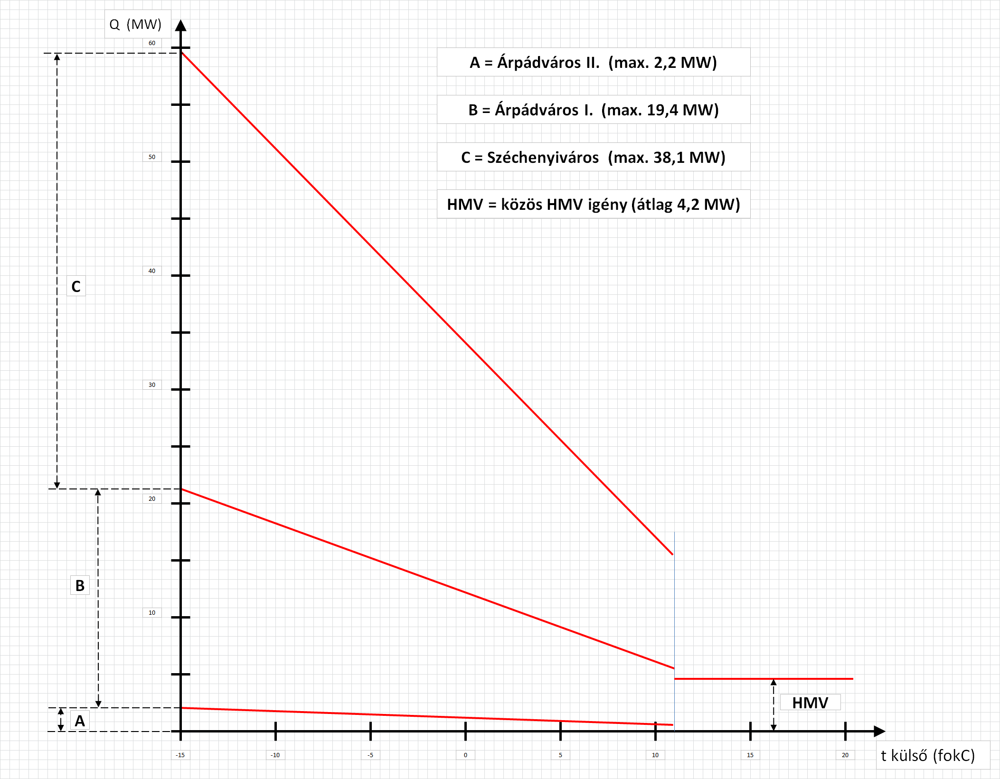 Q (MW)
60
50
40
30
20
10
A = Árpádváros II. (max. 2,2 MW)
B = Árpádváros I. (max. 19,4 MW)
C = Széchenyiváros (max. 38,1 MW)
HMV = közös HMV igény (átlag 4,2 MW)
C
B
A
HMV
-15
-10
-5
0
5
10
15
20
t külső (fokC)